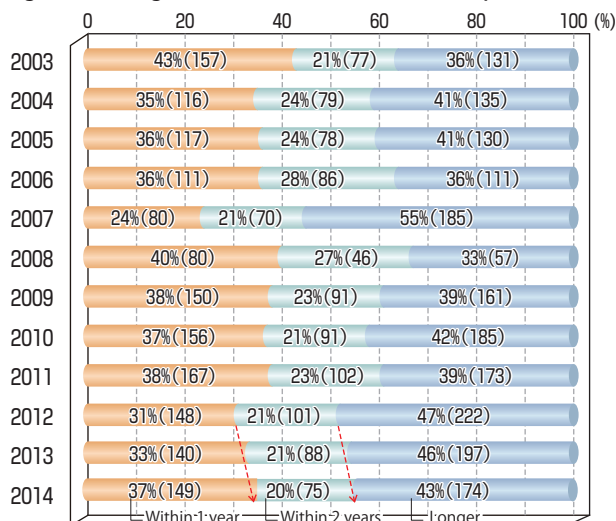 0 20 40 60 80 100 (%)
2003 43%(157) 21%(77) 36%(131)
2004 35%(116) 24%(79) 41%(135)
2005 36%(117) 24%(78) 41%(130)
2006 36%(111) 28%(86) 36%(111)
2007 24%(80) 21%(70) 55%(185)
2008 40%(80) 27%(46) 33%(57)
2009 38%(150) 23%(91) 39%(161)
2010 37%(156) 21%(91) 42%(185)
2011 38%(167) 23%(102) 39%(173)
2012 31%(148) 21%(101) 47%(222)
2013 33%(140) 21%(88) 46%(197)
2014 37%(149) 20%(75) 43%(174)
Within 1 year Within 2 years Longer